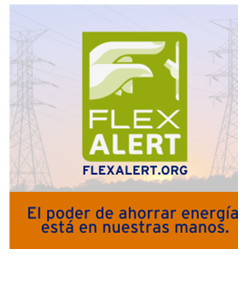 FLEX
ALERT
FLEXALERT.ORG
El poder de ahorrar energía
está en nuestras manos.